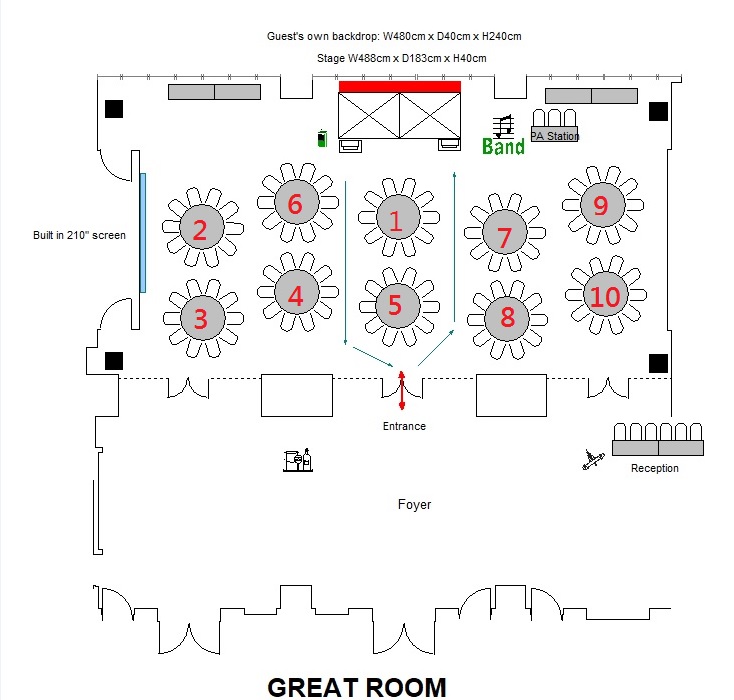 Guest's own backdrop: W480cm x D40cm x H240cm
Stage W488cm x D183cm x H40cm
Band
PA Station
6
1
9
2
7
Built in 210" screen
4
5
10
3
8
Entrance
Reception
Foyer
GREAT ROOM